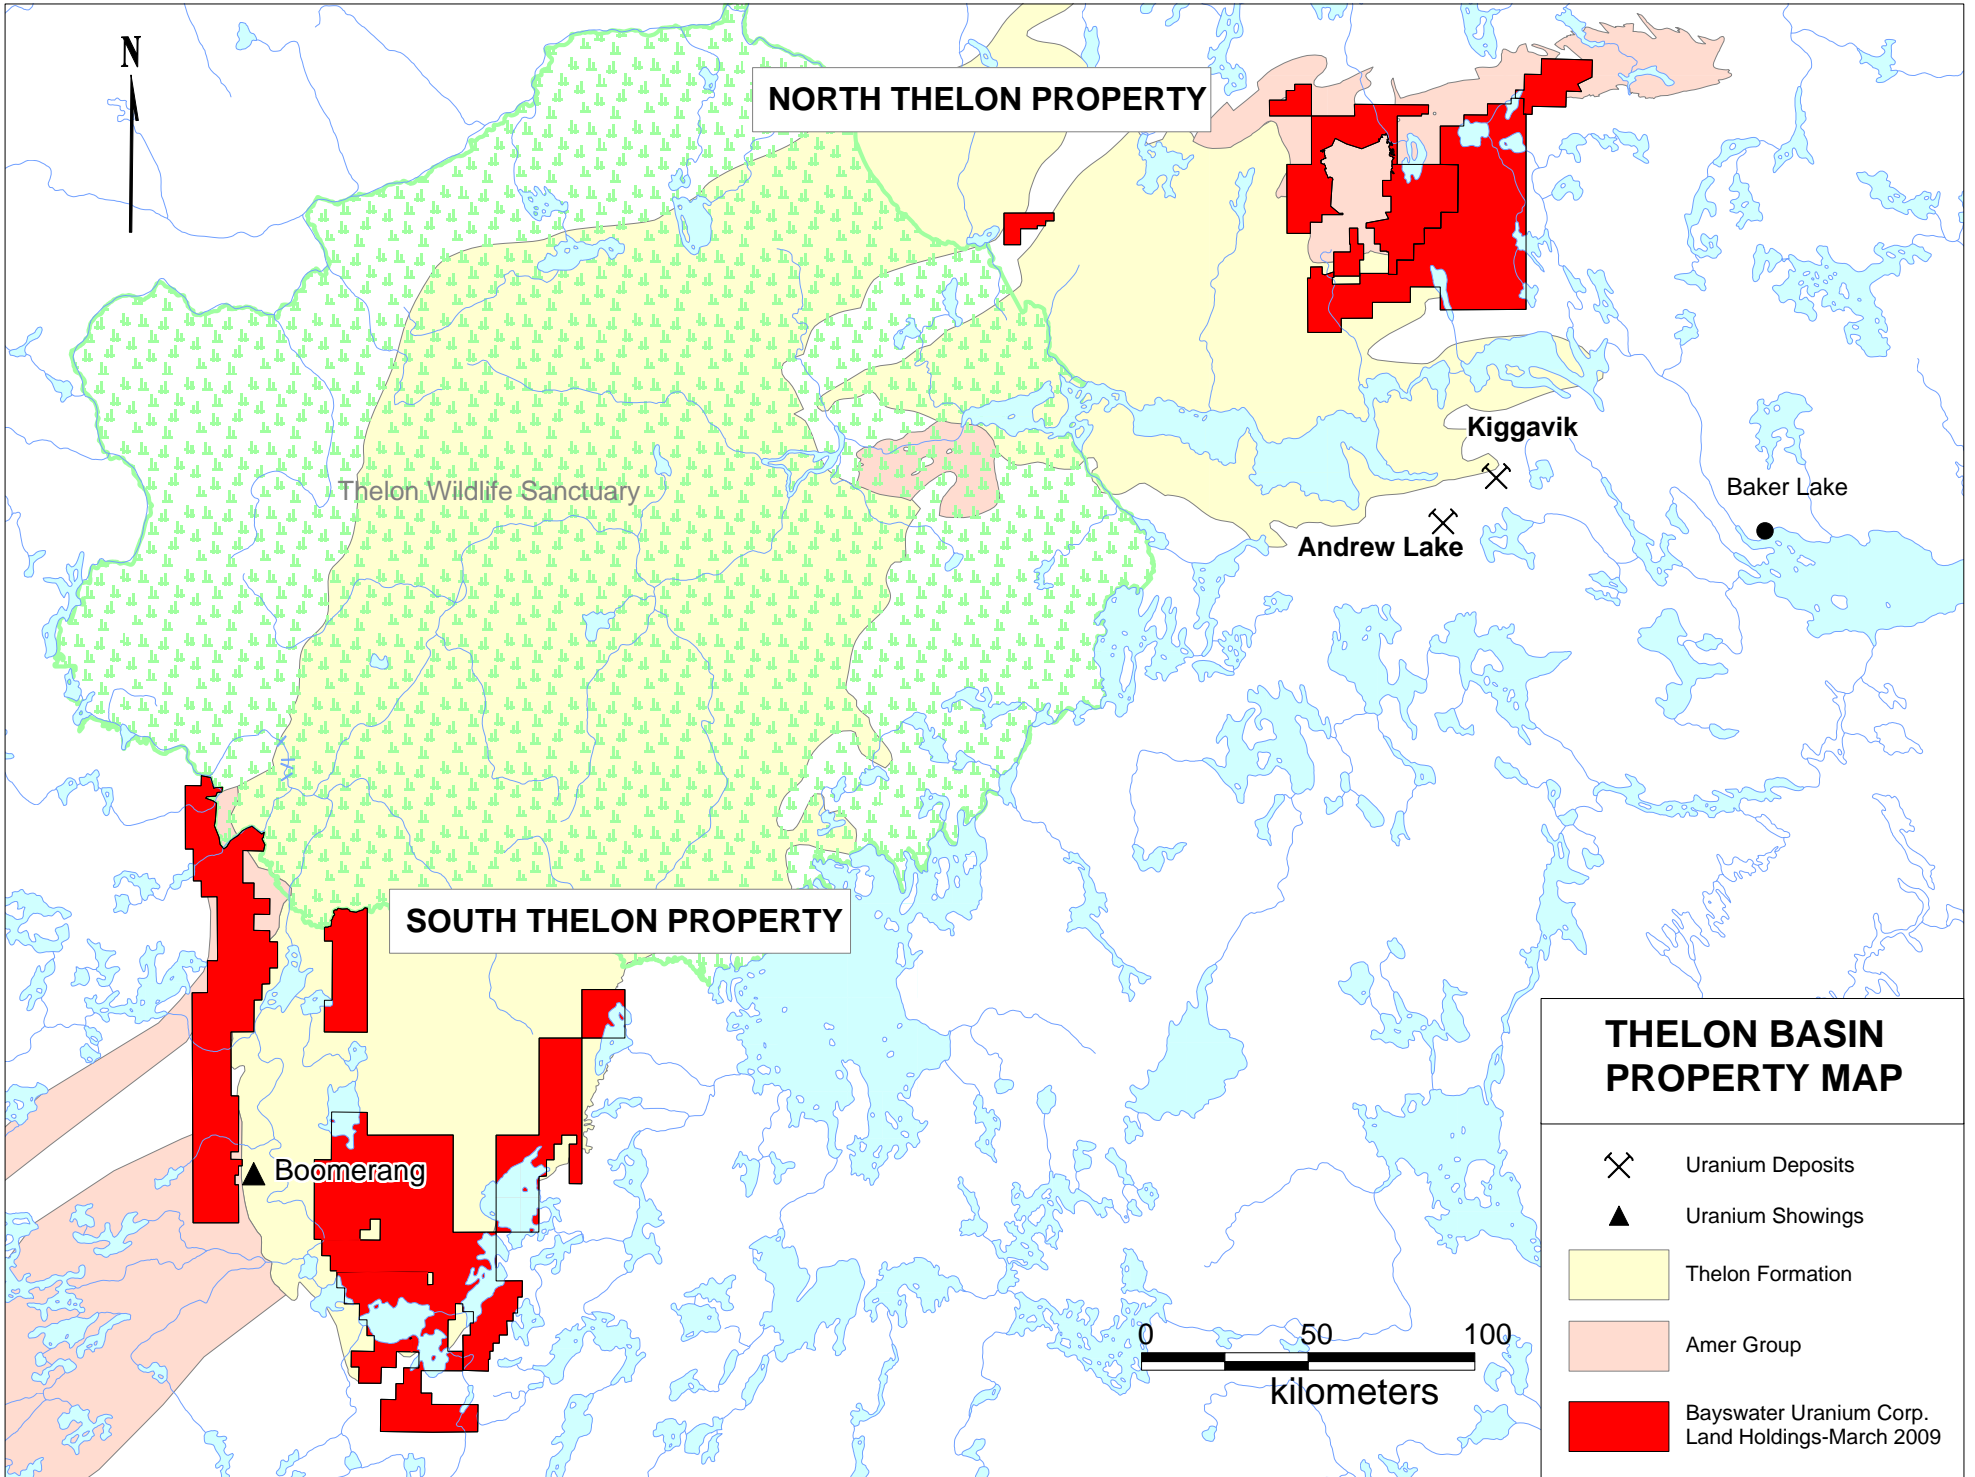 N
NORTH THELON PROPERTY
Kiggavik
Thelon Wildlife Sanctuary
Baker Lake
Andrew Lake
SOUTH THELON PROPERTY
Boomerang
THELON BASIN
PROPERTY MAP
Uranium Deposits
Uranium Showings
Thelon Formation
Amer Group
Bayswater Uranium Corp.
Land Holdings-March 2009
0 50 100
kilometers